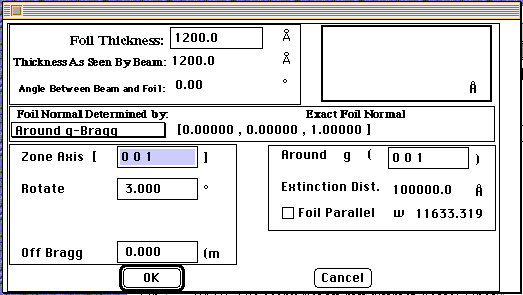 Foil Thickness: 1200.0 Å
Thickness As Seen By Beam: 1200.0 Å
Angle Between Beam and Foil: 0.00 °
Å
Foil Normal Determined by: Exact Foil Normal
Around g-Bragg [0.00000 , 0.00000 , 1.00000 ]
Zone Axis [ 0 0 1 ]
Around g ( 0 0 1 )
Rotate 3.000 °
Extinction Dist. 100000.0 Å
Foil Parallel w 11633.319
Off Bragg 0.000 (m
OK Cancel